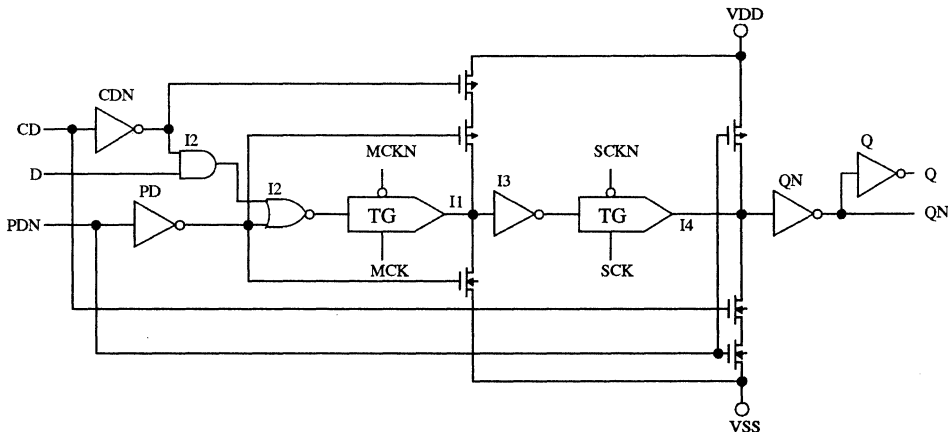 VDD
CDN
CD
I2
MCKN
SCKN
D
Q
PD
I2
I1
I3
QN
PDN
TG
TG
I4
QN
MCK
SCK
VSS